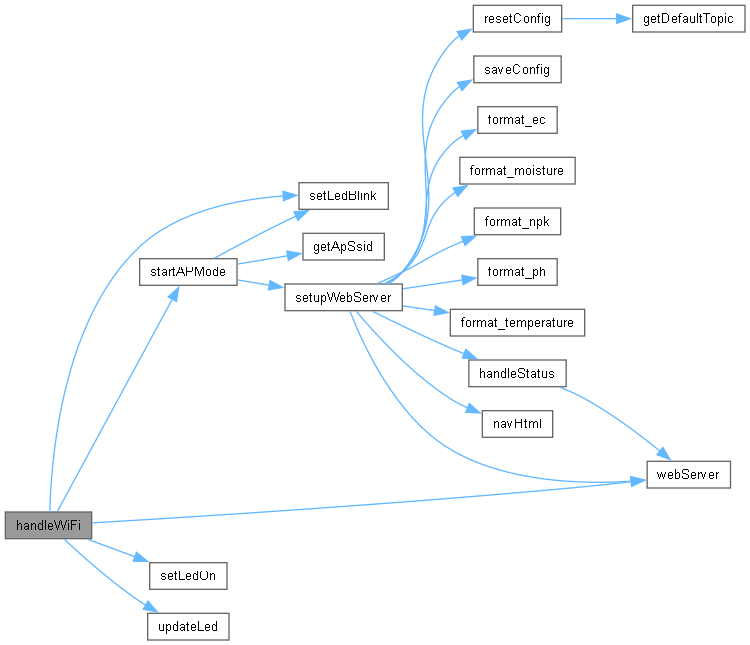 resetConfig
getDefaultTopic
saveConfig
format_ec
format_moisture
setLedBlink
format_npk
getApSsid
startAPMode
format_ph
setupWebServer
format_temperature
handleStatus
navHtml
webServer
handleWiFi
setLedOn
updateLed